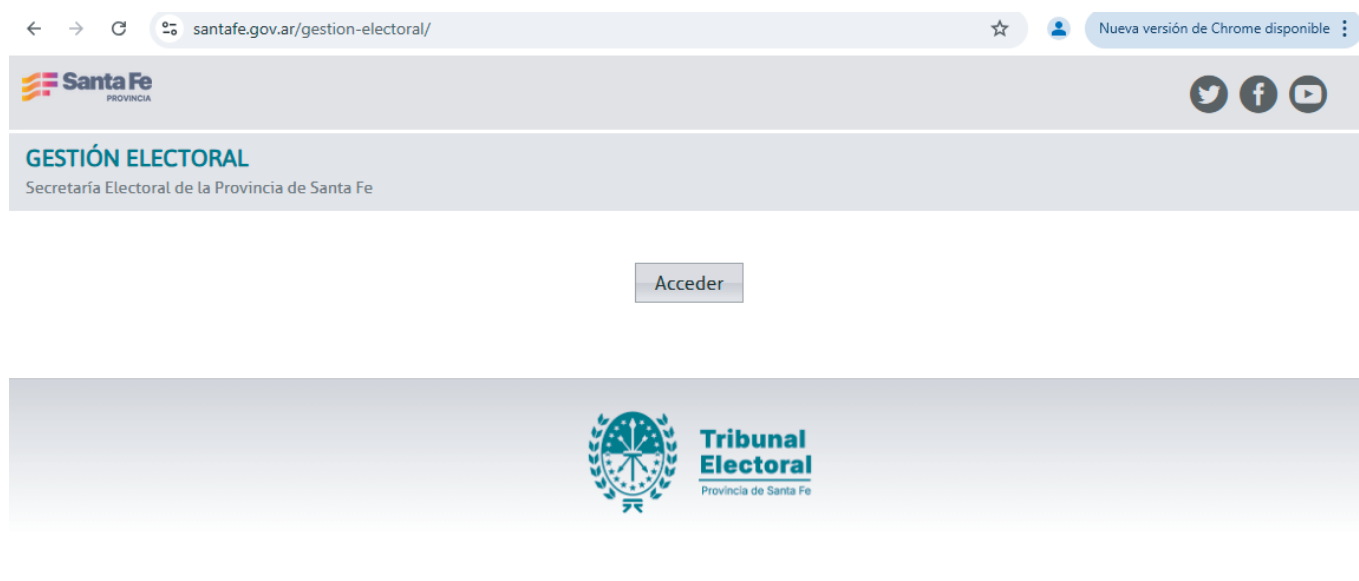 santafe.gov.ar/gestion-electoral/
Nueva versión de Chrome disponible
Santa Fe
PROVINCIA
GESTIÓN ELECTORAL
Secretaría Electoral de la Provincia de Santa Fe
Acceder
Tribunal
Electoral
Provincia de Santa Fe